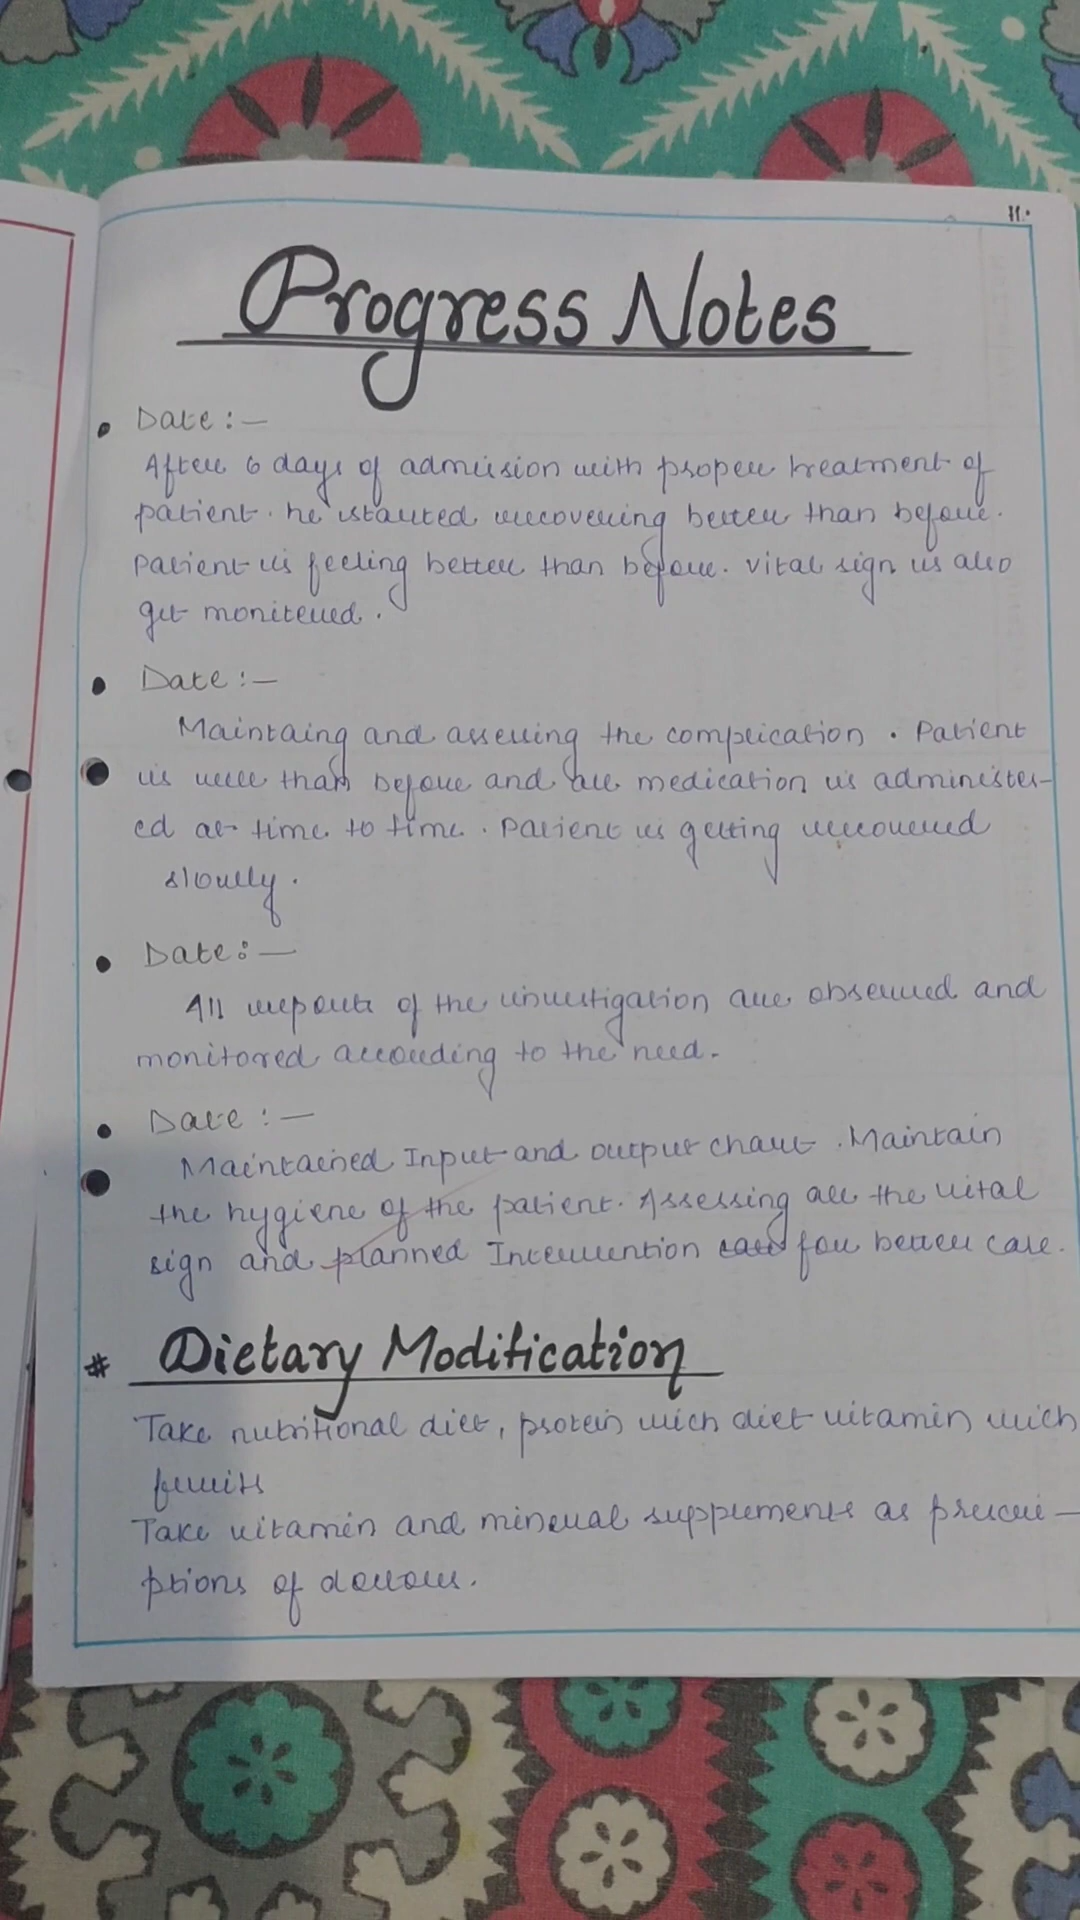 11.
Progress Notes
• Date :–
After 6 days of admission with proper treatment of
patient. he started recovering better than before.
Patient is feeling better than before. vital sign is also
get monitered.
• Date :–
Maintaing and assessing the complication. Patient
is well than before and all medication is administer-
ed at time to time. Patient is getting recovered
slowly.
• Date :–
All reports of the investigation are observed and
monitored according to the need.
• Date :–
Maintained Input and output chart. Maintain
the hygiene of the patient. Assessing all the vital
sign and planned Intervention for better care.
# Dietary Modification
Take nutritional diet, protein rich diet vitamin rich
fruits
Take vitamin and mineral supplements as prescri-
ptions of doctors.